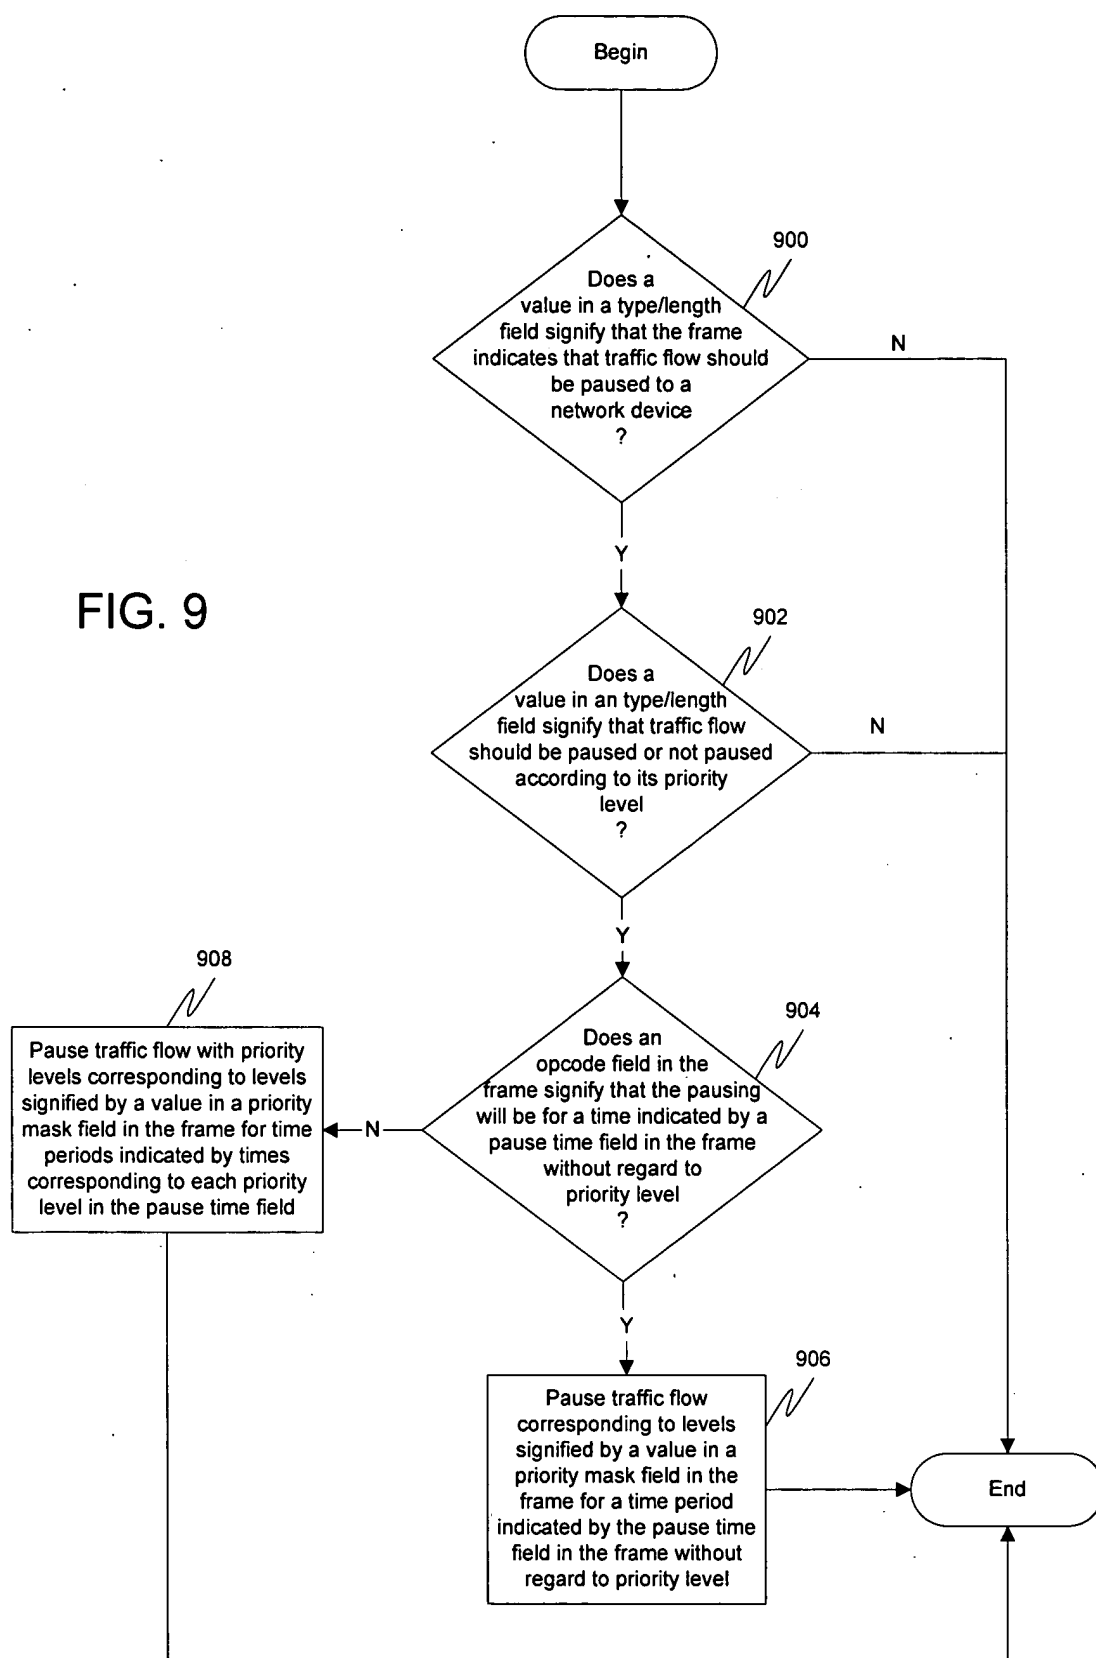 Begin
900
Does a
value in a type/length
field signify that the frame
indicates that traffic flow should
be paused to a
network device
?
N
Y
FIG. 9
902
Does a
value in an type/length
field signify that traffic flow
should be paused or not paused
according to its priority
level
?
N
Y
908
Pause traffic flow with priority
levels corresponding to levels
signified by a value in a priority
mask field in the frame for time
periods indicated by times
corresponding to each priority
level in the pause time field
904
Does an
opcode field in the
frame signify that the pausing
will be for a time indicated by a
pause time field in the frame
without regard to
priority level
?
N
Y
906
Pause traffic flow
corresponding to levels
signified by a value in a
priority mask field in the
frame for a time period
indicated by the pause time
field in the frame without
regard to priority level
End